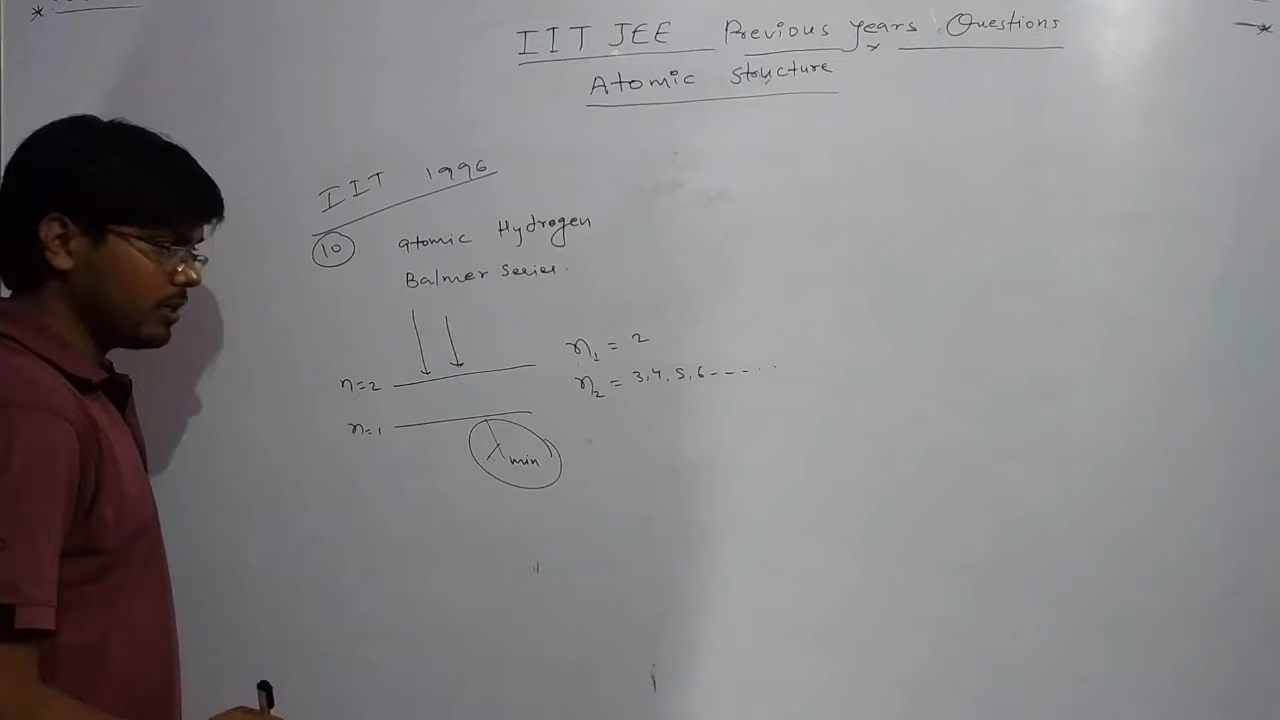 IIT JEE Previous years Questions
Atomic Structure
IIT 1996
10 atomic Hydrogen
Balmer Series.
n=2
n=1
n₁ = 2
n₂ = 3,4,5,6-----..
λmin